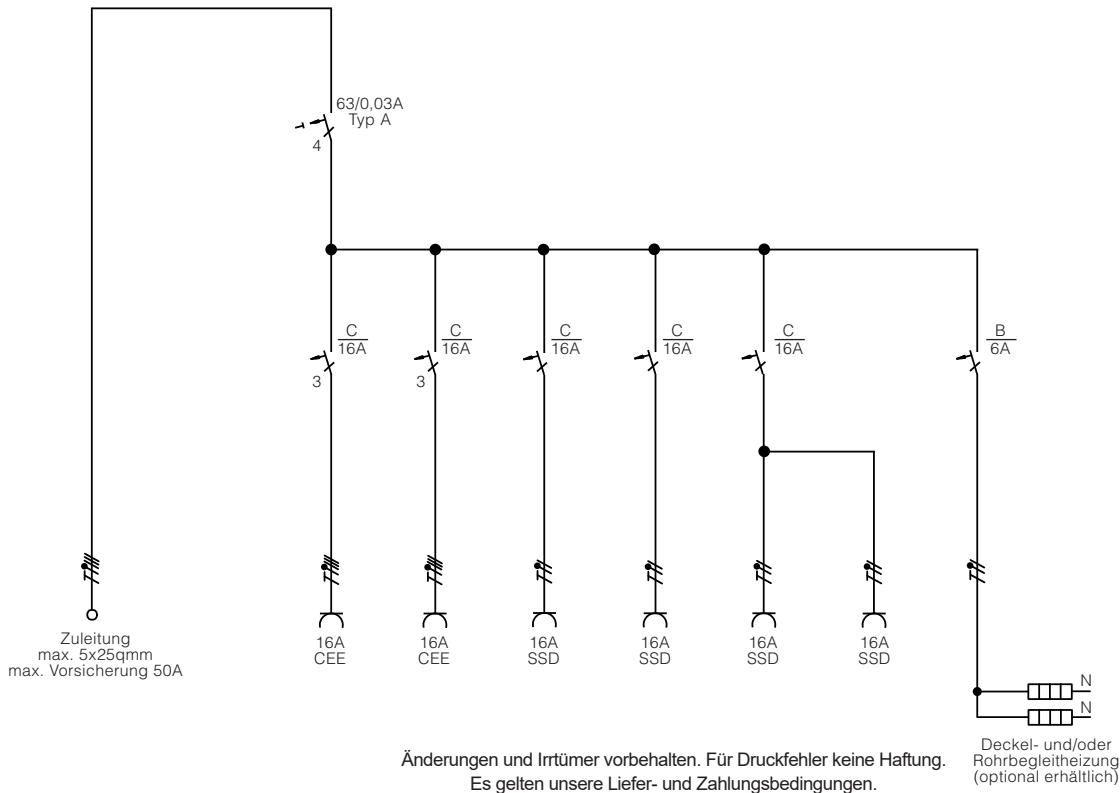 63/0,03A
Typ A
4
C
16A
3
C
16A
3
C
16A
C
16A
C
16A
B
6A
Zuleitung
max. 5x25qmm
max. Vorsicherung 50A
16A
CEE
16A
CEE
16A
SSD
16A
SSD
16A
SSD
16A
SSD
N
N
Deckel- und/oder
Rohrbegleitheizung
(optional erhältlich)
Änderungen und Irrtümer vorbehalten. Für Druckfehler keine Haftung.
Es gelten unsere Liefer- und Zahlungsbedingungen.